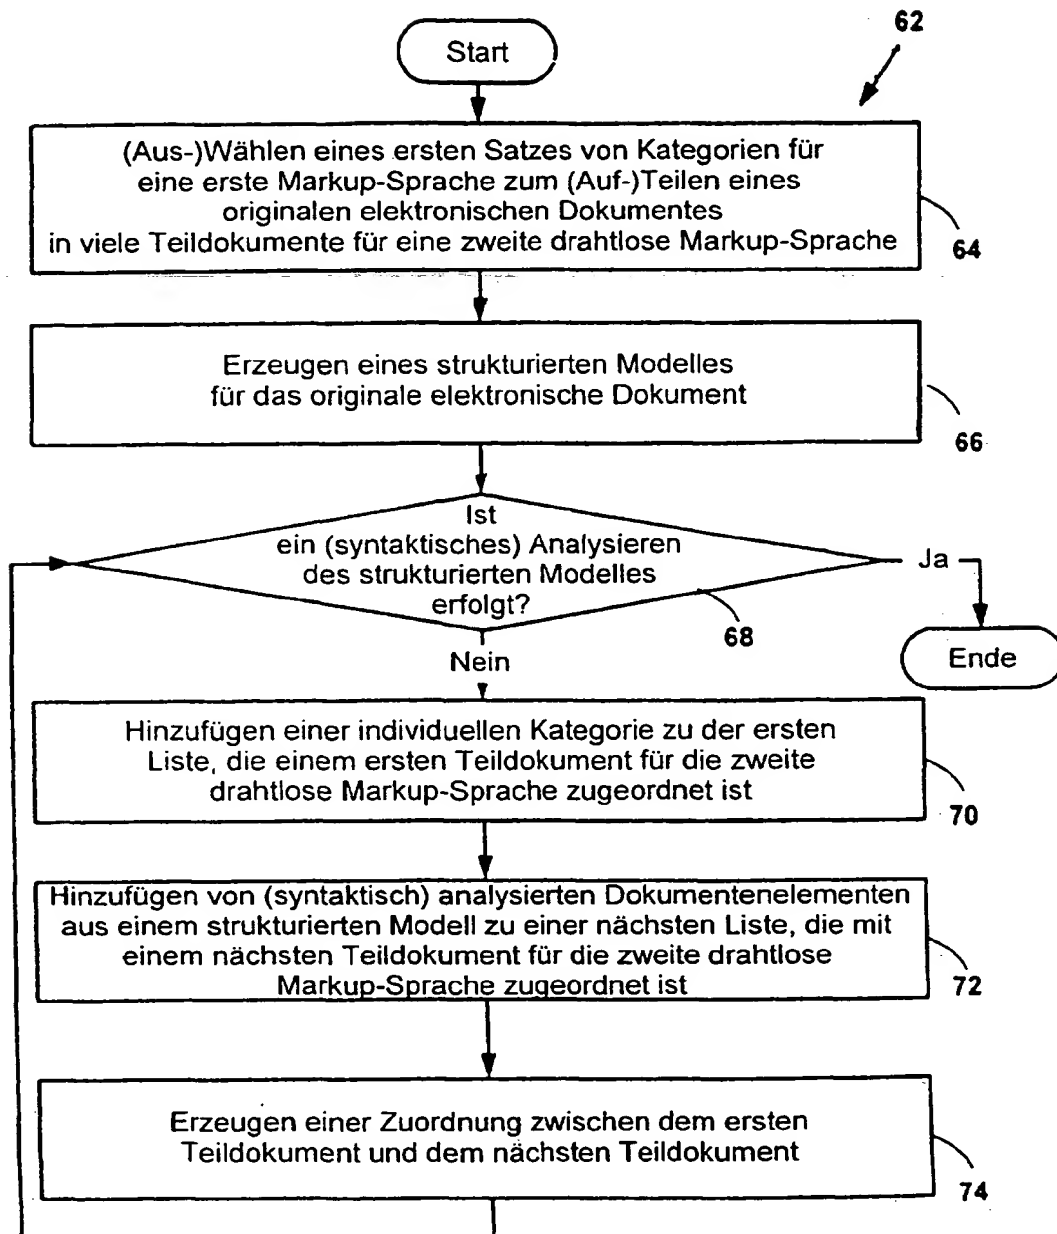 62
Start
(Aus-)Wählen eines ersten Satzes von Kategorien für
eine erste Markup-Sprache zum (Auf-)Teilen eines
originalen elektronischen Dokumentes
in viele Teildokumente für eine zweite drahtlose Markup-Sprache
64
Erzeugen eines strukturierten Modelles
für das originale elektronische Dokument
66
Ist
ein (syntaktisches) Analysieren
des strukturierten Modelles
erfolgt?
Ja
68
Nein
Ende
Hinzufügen einer individuellen Kategorie zu der ersten
Liste, die einem ersten Teildokument für die zweite
drahtlose Markup-Sprache zugeordnet ist
70
Hinzufügen von (syntaktisch) analysierten Dokumentenelementen
aus einem strukturierten Modell zu einer nächsten Liste, die mit
einem nächsten Teildokument für die zweite drahtlose
Markup-Sprache zugeordnet ist
72
Erzeugen einer Zuordnung zwischen dem ersten
Teildokument und dem nächsten Teildokument
74